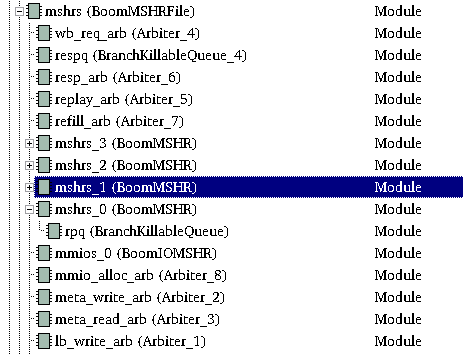 mshrs (BoomMSHRFile) Module
wb_req_arb (Arbiter_4) Module
respq (BranchKillableQueue_4) Module
resp_arb (Arbiter_6) Module
replay_arb (Arbiter_5) Module
refill_arb (Arbiter_7) Module
mshrs_3 (BoomMSHR) Module
mshrs_2 (BoomMSHR) Module
mshrs_1 (BoomMSHR) Module
mshrs_0 (BoomMSHR) Module
rpq (BranchKillableQueue) Module
mmios_0 (BoomIOMSHR) Module
mmio_alloc_arb (Arbiter_8) Module
meta_write_arb (Arbiter_2) Module
meta_read_arb (Arbiter_3) Module
lb_write_arb (Arbiter_1) Module